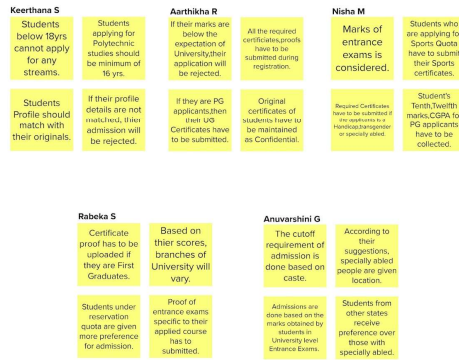 Keerthana S
Students
below 18yrs
cannot apply
for any
streams.
Students
applying for
Polytechnic
studies should
be minimum of
16 yrs.
Students
Profile should
match with
their originals.
If their profile
details are not
matched, thier
admission will
be rejected.
Aarthikha R
If their marks are
below the
expectation of
University,their
application will
be rejected.
All the required
certificates,proofs
have to be
submitted during
registration.
If they are PG
applicants,then
their UG
Certificates have
to be submitted.
Original
certificates of
students have to
be maintained
as Confidential.
Nisha M
Marks of
entrance
exams is
considered.
Students who
are applying fo
Sports Quota
have to submit
their Sports
certificates.
Required Certificates
have to be submitted if
the applicants is a
Handicap,transgender
or specially abled.
Student's
Tenth,Twelfth
marks,CGPA fo
PG applicants
have to be
collected.
Rabeka S
Certificate
proof has to be
uploaded if
they are First
Graduates.
Based on
thier scores,
branches of
University will
vary.
Students under
reservation
quota are given
more preference
for admission.
Proof of
entrance exams
specific to their
applied course
has to
submitted.
Anuvarshini G
The cutoff
requirement of
admission is
done based on
caste.
According to
their
suggestions,
specially abled
people are given
location.
Admissions are
done based on the
marks obtained by
students in
University level
Entrance Exams.
Students from
other states
receive
preference over
those with
specially abled.